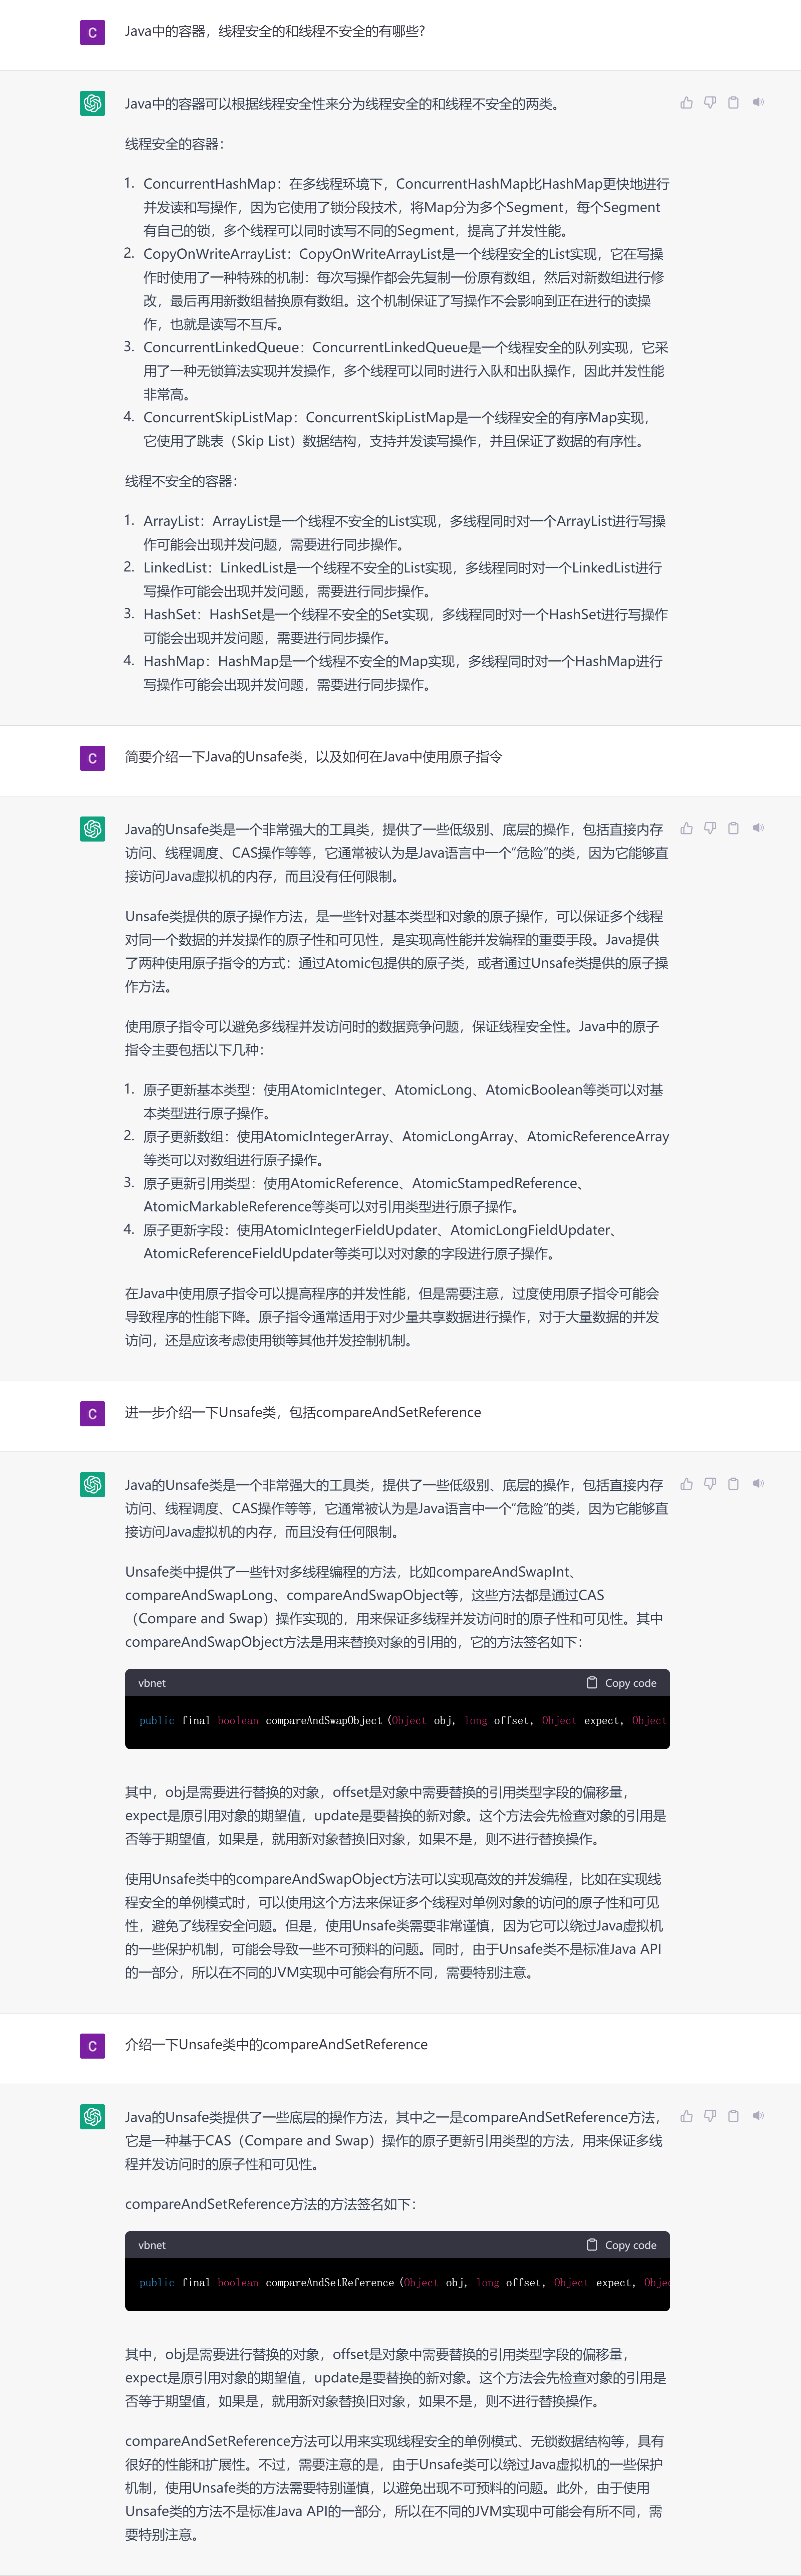 C
Java中的容器，线程安全的和线程不安全的有哪些?
Java中的容器可以根据线程安全性来分为线程安全的和线程不安全的两类。
线程安全的容器：
1. ConcurrentHashMap：在多线程环境下，ConcurrentHashMap比HashMap更快地进行
并发读和写操作，因为它使用了锁分段技术，将Map分为多个Segment，每个Segment
有自己的锁，多个线程可以同时读写不同的Segment，提高了并发性能。
2. CopyOnWriteArrayList：CopyOnWriteArrayList是一个线程安全的List实现，它在写操
作时使用了一种特殊的机制：每次写操作都会先复制一份原有数组，然后对新数组进行修
改，最后再用新数组替换原有数组。这个机制保证了写操作不会影响到正在进行的读操
作，也就是读写不互斥。
3. ConcurrentLinkedQueue：ConcurrentLinkedQueue是一个线程安全的队列实现，它采
用了一种无锁算法实现并发操作，多个线程可以同时进行入队和出队操作，因此并发性能
非常高。
4. ConcurrentSkipListMap：ConcurrentSkipListMap是一个线程安全的有序Map实现，
它使用了跳表（Skip List）数据结构，支持并发读写操作，并且保证了数据的有序性。
线程不安全的容器：
1. ArrayList：ArrayList是一个线程不安全的List实现，多线程同时对一个ArrayList进行写操
作可能会出现并发问题，需要进行同步操作。
2. LinkedList：LinkedList是一个线程不安全的List实现，多线程同时对一个LinkedList进行
写操作可能会出现并发问题，需要进行同步操作。
3. HashSet：HashSet是一个线程不安全的Set实现，多线程同时对一个HashSet进行写操作
可能会出现并发问题，需要进行同步操作。
4. HashMap：HashMap是一个线程不安全的Map实现，多线程同时对一个HashMap进行
写操作可能会出现并发问题，需要进行同步操作。
C
简要介绍一下Java的Unsafe类，以及如何在Java中使用原子指令
Java的Unsafe类是一个非常强大的工具类，提供了一些低级别、底层的操作，包括直接内存
访问、线程调度、CAS操作等等，它通常被认为是Java语言中一个“危险”的类，因为它能够直
接访问Java虚拟机的内存，而且没有任何限制。
Unsafe类提供的原子操作方法，是一些针对基本类型和对象的原子操作，可以保证多个线程
对同一个数据的并发操作的原子性和可见性，是实现高性能并发编程的重要手段。Java提供
了两种使用原子指令的方式：通过Atomic包提供的原子类，或者通过Unsafe类提供的原子操
作方法。
使用原子指令可以避免多线程并发访问时的数据竞争问题，保证线程安全性。Java中的原子
指令主要包括以下几种：
1. 原子更新基本类型：使用AtomicInteger、AtomicLong、AtomicBoolean等类可以对基
本类型进行原子操作。
2. 原子更新数组：使用AtomicIntegerArray、AtomicLongArray、AtomicReferenceArray
等类可以对数组进行原子操作。
3. 原子更新引用类型：使用AtomicReference、AtomicStampedReference、
AtomicMarkableReference等类可以对引用类型进行原子操作。
4. 原子更新字段：使用AtomicIntegerFieldUpdater、AtomicLongFieldUpdater、
AtomicReferenceFieldUpdater等类可以对对象的字段进行原子操作。
在Java中使用原子指令可以提高程序的并发性能，但是需要注意，过度使用原子指令可能会
导致程序的性能下降。原子指令通常适用于对少量共享数据进行操作，对于大量数据的并发
访问，还是应该考虑使用锁等其他并发控制机制。
C
进一步介绍一下Unsafe类，包括compareAndSetReference
Java的Unsafe类是一个非常强大的工具类，提供了一些低级别、底层的操作，包括直接内存
访问、线程调度、CAS操作等等，它通常被认为是Java语言中一个“危险”的类，因为它能够直
接访问Java虚拟机的内存，而且没有任何限制。
Unsafe类中提供了一些针对多线程编程的方法，比如compareAndSwapInt、
compareAndSwapLong、compareAndSwapObject等，这些方法都是通过CAS
（Compare and Swap）操作实现的，用来保证多线程并发访问时的原子性和可见性。其中
compareAndSwapObject方法是用来替换对象的引用的，它的方法签名如下：
vbnet Copy code
public final boolean compareAndSwapObject(Object obj, long offset, Object expect, Object
其中，obj是需要进行替换的对象，offset是对象中需要替换的引用类型字段的偏移量，
expect是原引用对象的期望值，update是要替换的新对象。这个方法会先检查对象的引用是
否等于期望值，如果是，就用新对象替换旧对象，如果不是，则不进行替换操作。
使用Unsafe类中的compareAndSwapObject方法可以实现高效的并发编程，比如在实现线
程安全的单例模式时，可以使用这个方法来保证多个线程对单例对象的访问的原子性和可见
性，避免了线程安全问题。但是，使用Unsafe类需要非常谨慎，因为它可以绕过Java虚拟机
的一些保护机制，可能会导致一些不可预料的问题。同时，由于Unsafe类不是标准Java API
的一部分，所以在不同的JVM实现中可能会有所不同，需要特别注意。
C
介绍一下Unsafe类中的compareAndSetReference
Java的Unsafe类提供了一些底层的操作方法，其中之一是compareAndSetReference方法，
它是一种基于CAS（Compare and Swap）操作的原子更新引用类型的方法，用来保证多线
程并发访问时的原子性和可见性。
compareAndSetReference方法的方法签名如下：
vbnet Copy code
public final boolean compareAndSetReference(Object obj, long offset, Object expect, Objec
其中，obj是需要进行替换的对象，offset是对象中需要替换的引用类型字段的偏移量，
expect是原引用对象的期望值，update是要替换的新对象。这个方法会先检查对象的引用是
否等于期望值，如果是，就用新对象替换旧对象，如果不是，则不进行替换操作。
compareAndSetReference方法可以用来实现线程安全的单例模式、无锁数据结构等，具有
很好的性能和扩展性。不过，需要注意的是，由于Unsafe类可以绕过Java虚拟机的一些保护
机制，使用Unsafe类的方法需要特别谨慎，以避免出现不可预料的问题。此外，由于使用
Unsafe类的方法不是标准Java API的一部分，所以在不同的JVM实现中可能会有所不同，需
要特别注意。